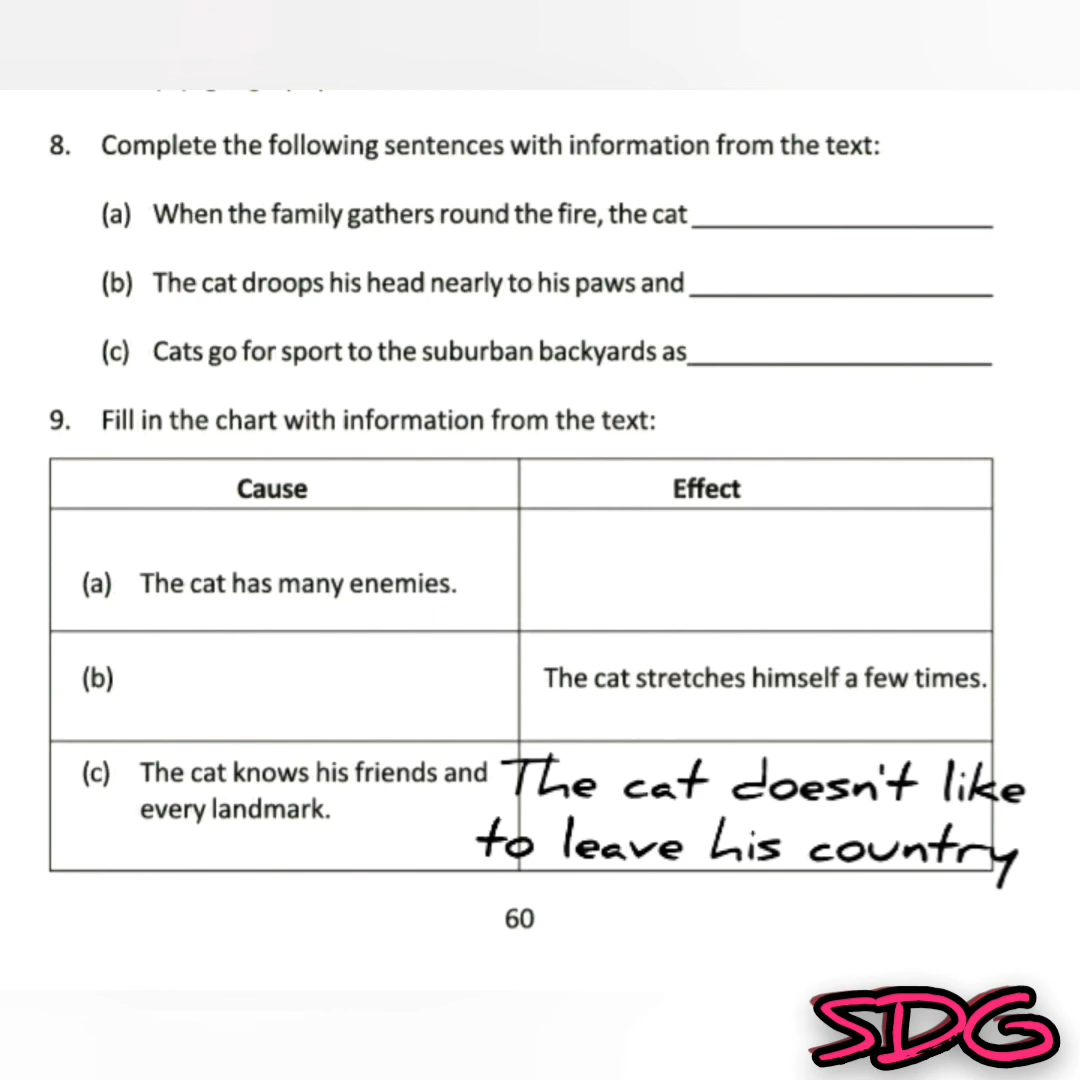 8. Complete the following sentences with information from the text:
(a) When the family gathers round the fire, the cat
(b) The cat droops his head nearly to his paws and
(c) Cats go for sport to the suburban backyards as
9. Fill in the chart with information from the text:
Cause Effect
(a) The cat has many enemies.
(b) The cat stretches himself a few times.
(c) The cat knows his friends and
every landmark.
The cat doesn't like
to leave his country
60
SDG